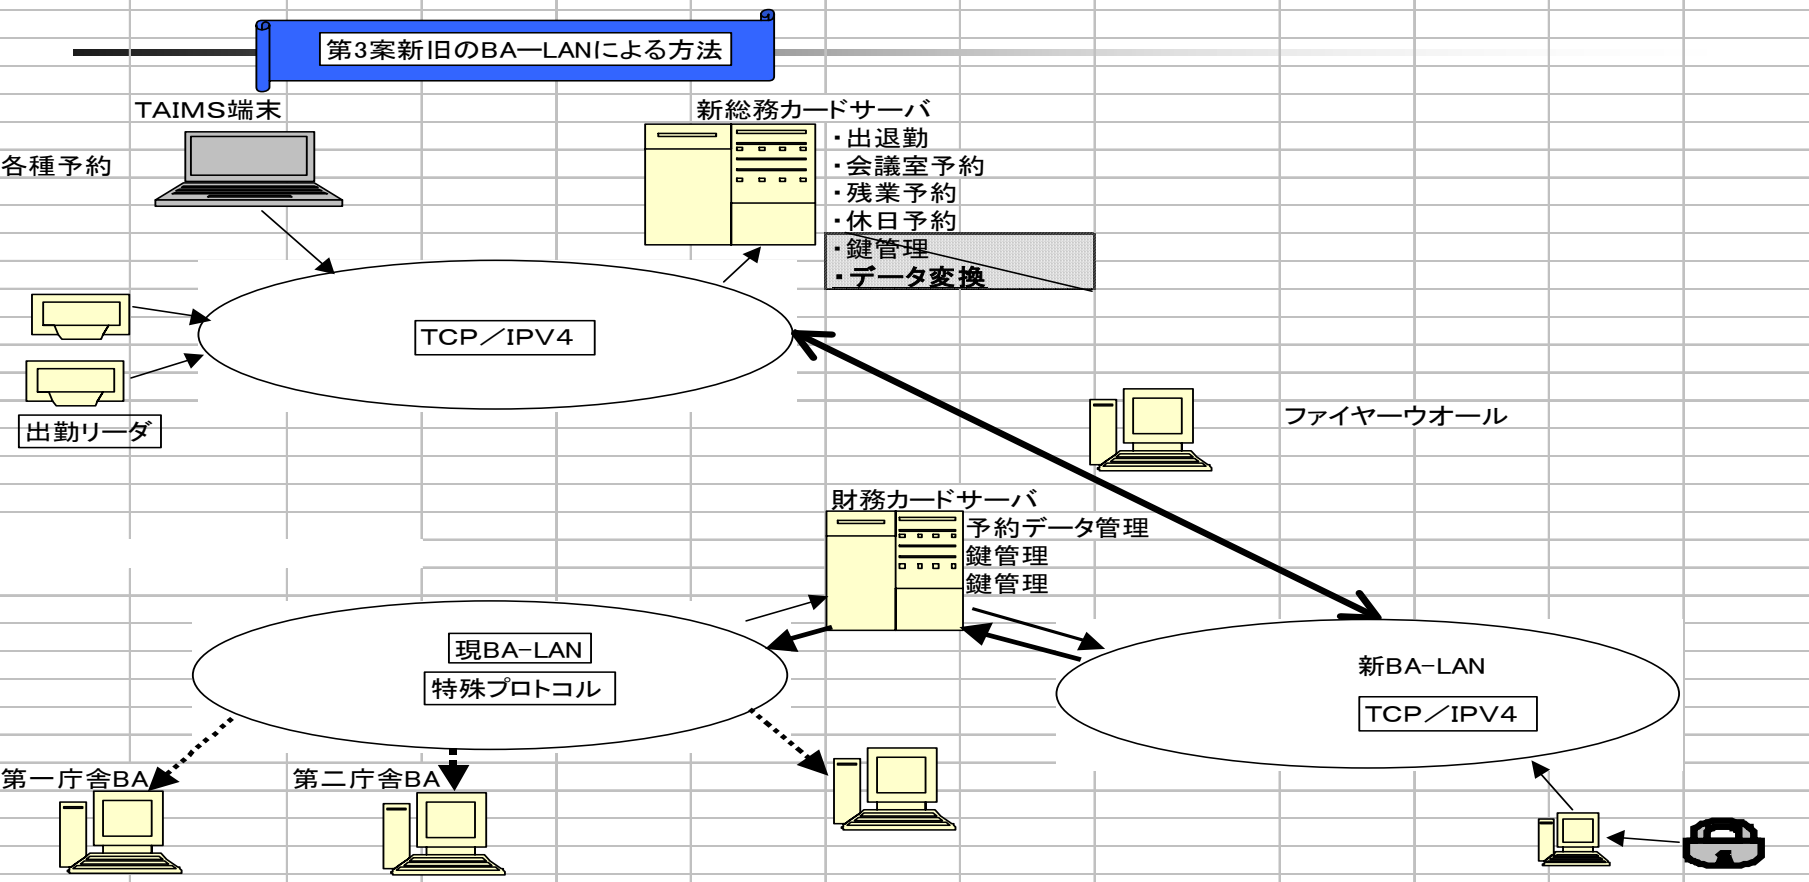 第3案新旧のBA―LANによる方法
TAIMS端末
新総務カードサーバ
・出退勤
各種予約
・会議室予約
・残業予約
・休日予約
・鍵管理
・データ変換
TCP／IPV4
出勤リーダ
ファイヤーウオール
財務カードサーバ
予約データ管理
鍵管理
鍵管理
現BA-LAN
特殊プロトコル
新BA-LAN
TCP／IPV4
第一庁舎BA
第二庁舎BA